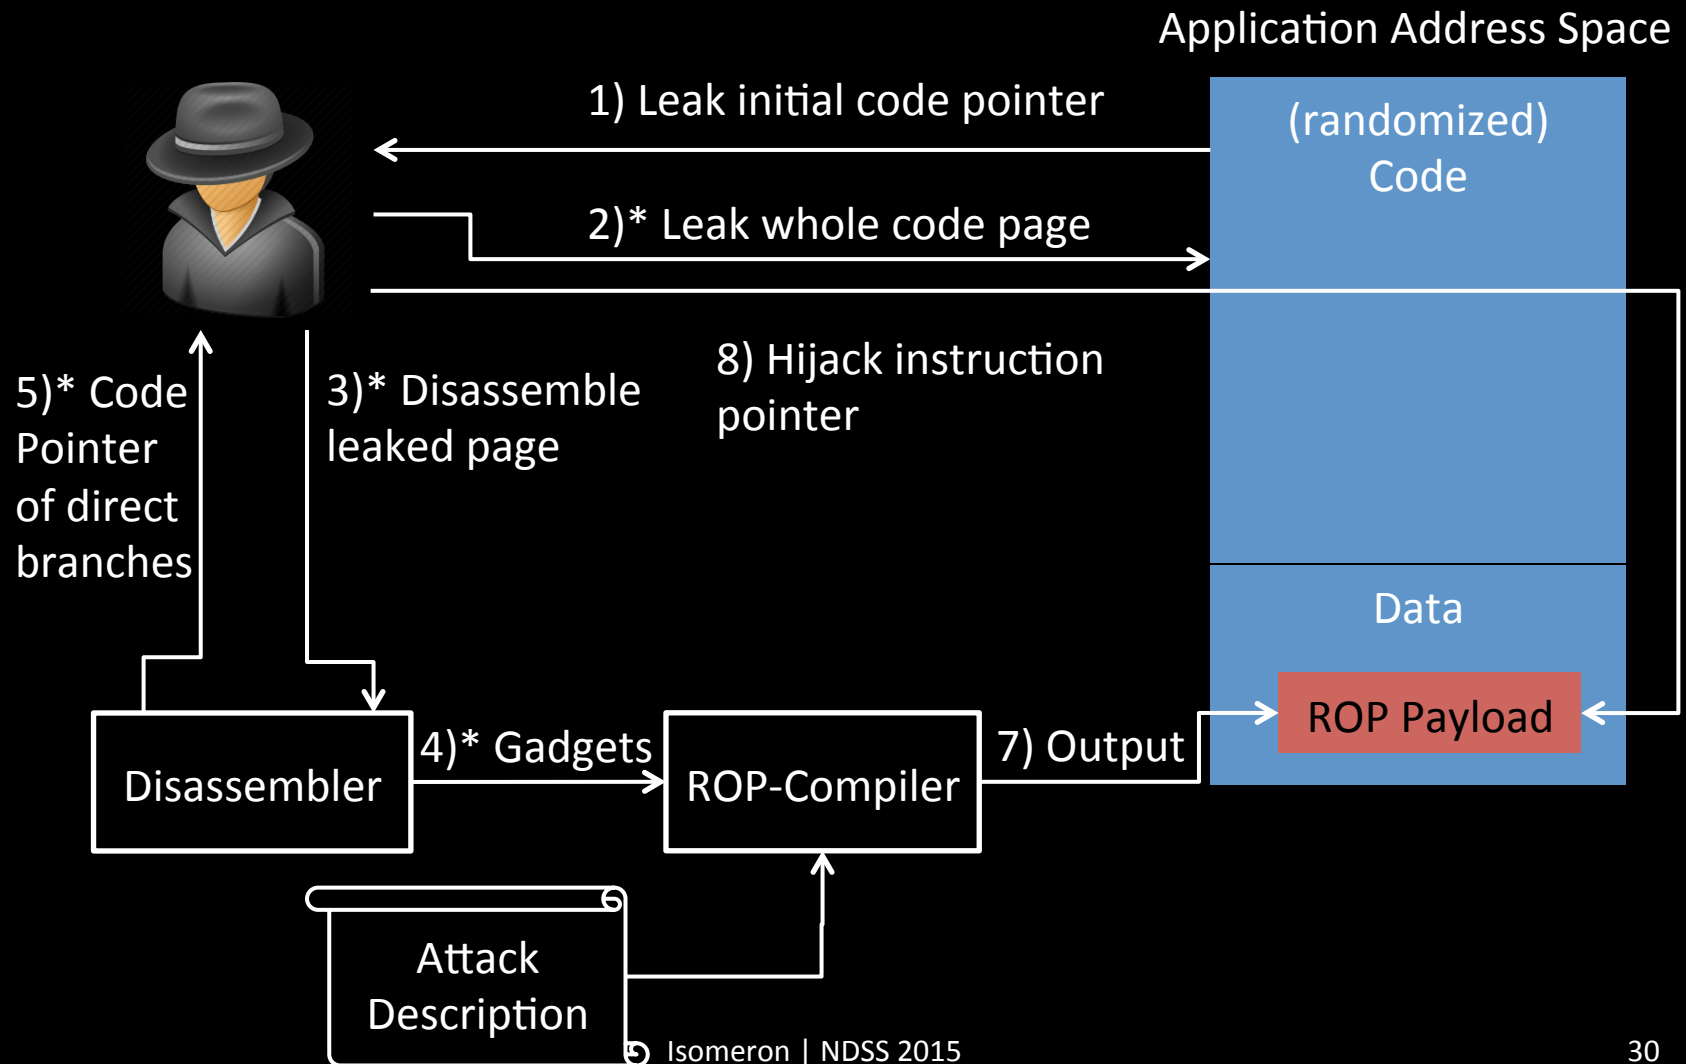 Application Address Space
1) Leak initial code pointer
(randomized)
Code
2)* Leak whole code page
8) Hijack instruction
pointer
5)* Code
Pointer
of direct
branches
3)* Disassemble
leaked page
Data
ROP Payload
Disassembler
4)* Gadgets
ROP-Compiler
7) Output
Attack
Description
Isomeron | NDSS 2015
30